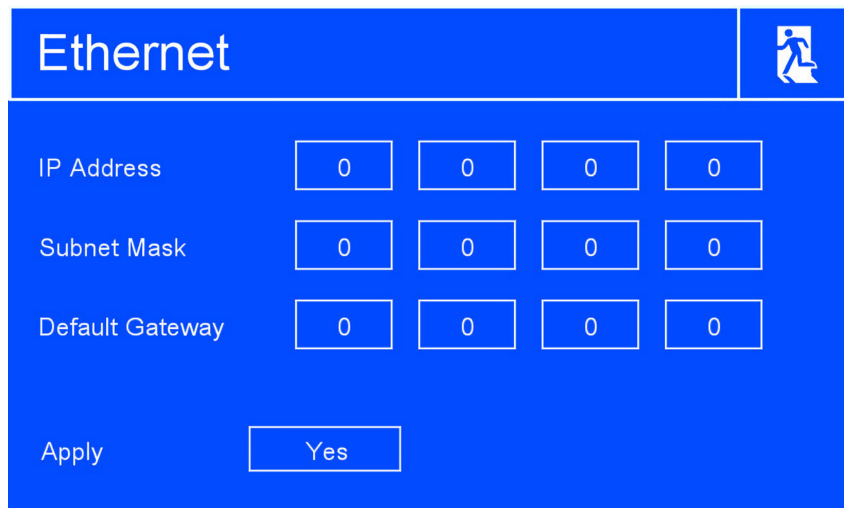 Ethernet
IP Address 0 0 0 0
Subnet Mask 0 0 0 0
Default Gateway 0 0 0 0
Apply Yes